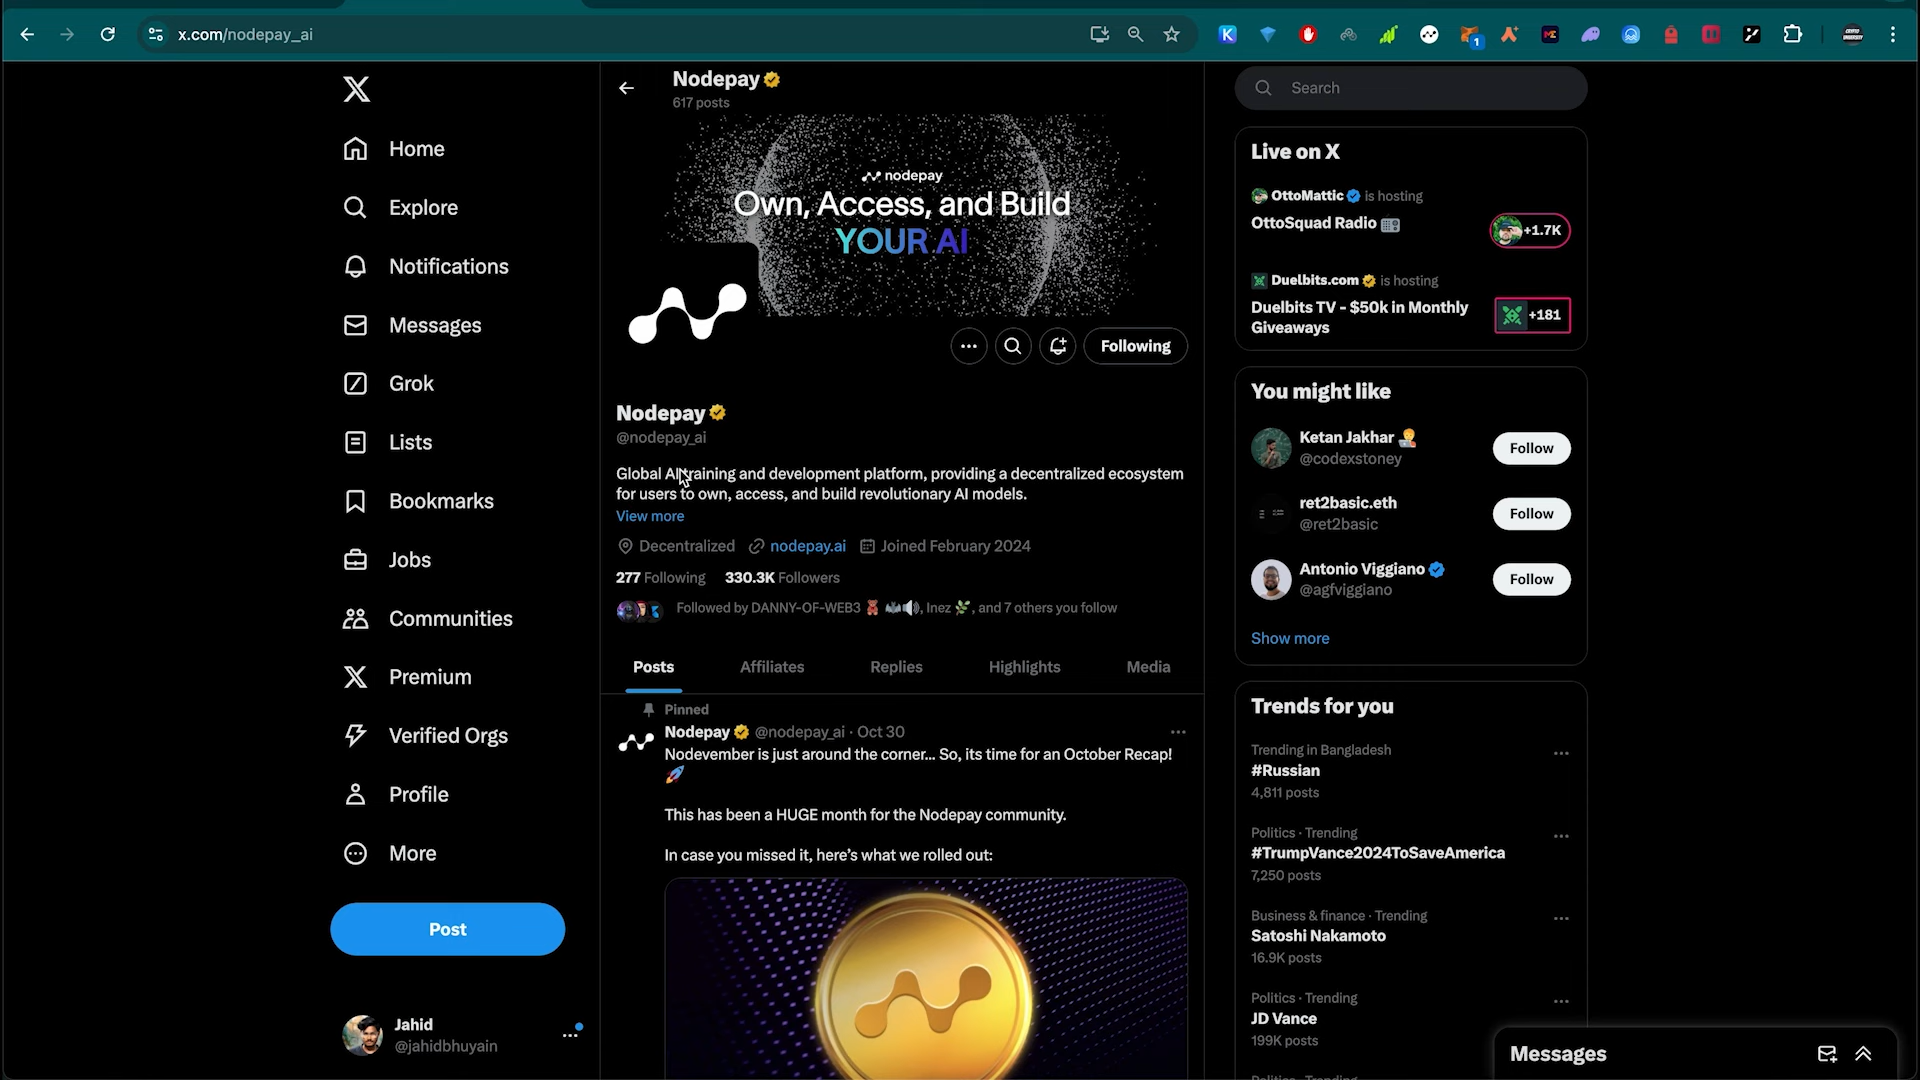 x.com/nodepay_ai
1
Home
Explore
Notifications
Messages
Grok
Lists
Bookmarks
Jobs
Communities
Premium
Verified Orgs
Profile
More
Post
Jahid
@jahidbhuyain
Nodepay
617 posts
nodepay
Own, Access, and Build
YOUR AI
Following
Nodepay
@nodepay_ai
Global AI training and development platform, providing a decentralized ecosystem
for users to own, access, and build revolutionary AI models.
View more
Decentralized nodepay.ai Joined February 2024
277 Following 330.3K Followers
Followed by DANNY-OF-WEB3 🧸 🦇🔊, Inez 🌿, and 7 others you follow
Posts Affiliates Replies Highlights Media
Pinned
Nodepay @nodepay_ai · Oct 30
Nodevember is just around the corner... So, its time for an October Recap!
🚀
This has been a HUGE month for the Nodepay community.
In case you missed it, here's what we rolled out:
Search
Live on X
OttoMattic is hosting
OttoSquad Radio 📻
+1.7K
Duelbits.com is hosting
Duelbits TV - $50k in Monthly
Giveaways
+181
You might like
Ketan Jakhar 🧑‍💻
@codexstoney
Follow
ret2basic.eth
@ret2basic
Follow
Antonio Viggiano
@agfviggiano
Follow
Show more
Trends for you
Trending in Bangladesh
#Russian
4,811 posts
Politics · Trending
#TrumpVance2024ToSaveAmerica
7,250 posts
Business & finance · Trending
Satoshi Nakamoto
16.9K posts
Politics · Trending
JD Vance
199K posts
Messages